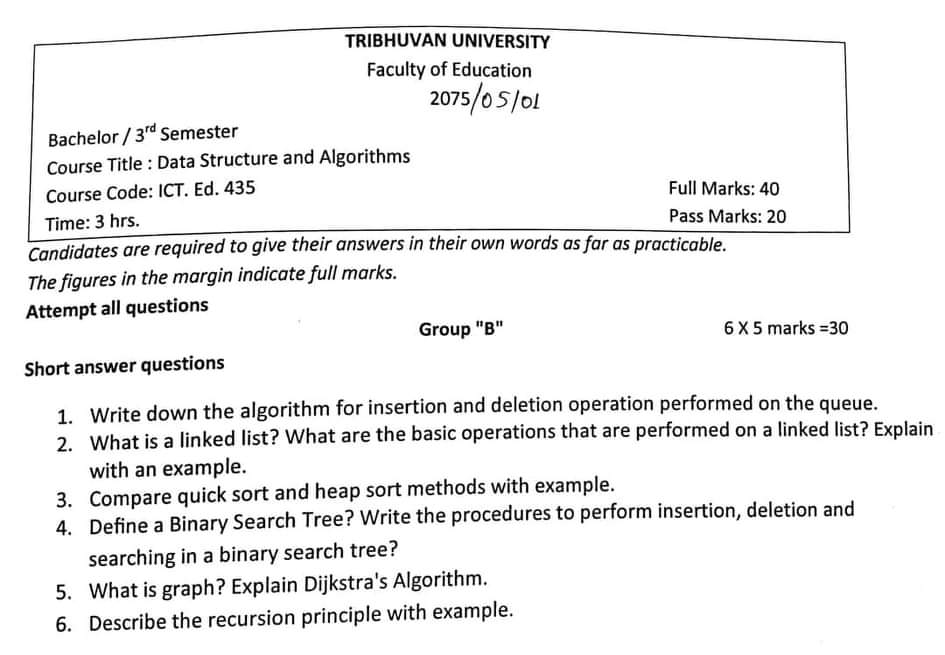 TRIBHUVAN UNIVERSITY
Faculty of Education
2075/05/01
Bachelor / 3rd Semester
Course Title : Data Structure and Algorithms
Course Code: ICT. Ed. 435
Full Marks: 40
Time: 3 hrs.
Pass Marks: 20
Candidates are required to give their answers in their own words as far as practicable.
The figures in the margin indicate full marks.
Attempt all questions
Group "B"
6 X 5 marks =30
Short answer questions
1. Write down the algorithm for insertion and deletion operation performed on the queue.
2. What is a linked list? What are the basic operations that are performed on a linked list? Explain
with an example.
3. Compare quick sort and heap sort methods with example.
4. Define a Binary Search Tree? Write the procedures to perform insertion, deletion and
searching in a binary search tree?
5. What is graph? Explain Dijkstra's Algorithm.
6. Describe the recursion principle with example.